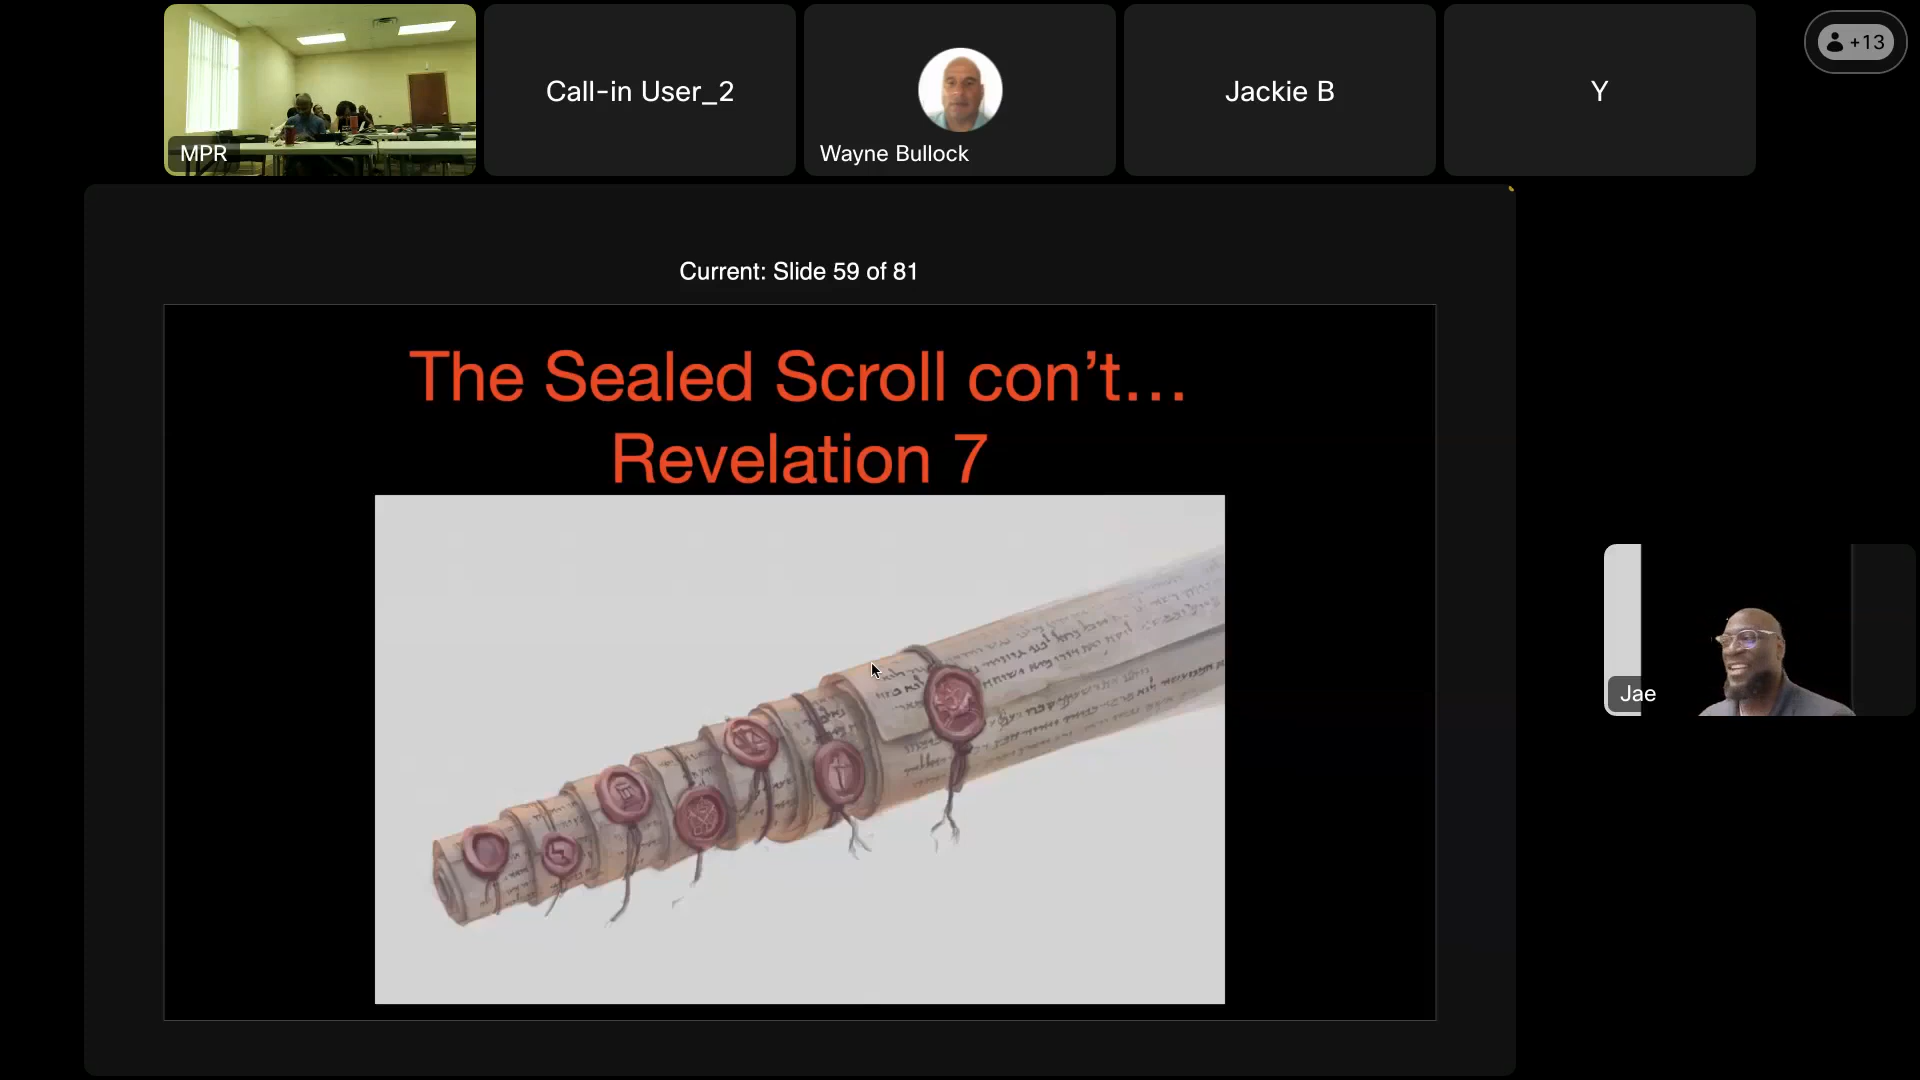 MPR
Call-in User_2
Wayne Bullock
Jackie B
Y
+13
Current: Slide 59 of 81
The Sealed Scroll con’t…
Revelation 7
Jae